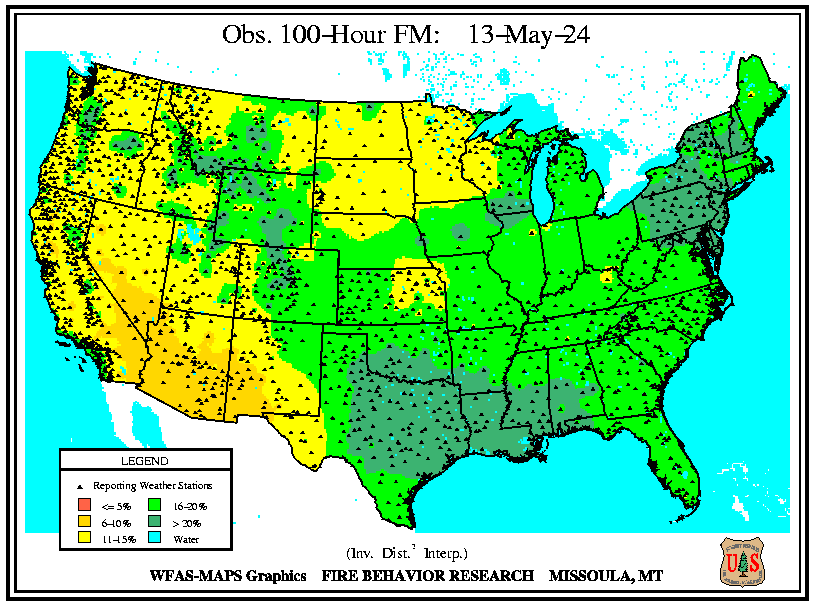 Obs. 100-Hour FM: 13-May-24
LEGEND
Reporting Weather Stations
<= 5%
16-20%
6-10%
> 20%
11-15%
Water
(Inv. Dist.² Interp.)
WFAS-MAPS Graphics FIRE BEHAVIOR RESEARCH MISSOULA, MT
U S